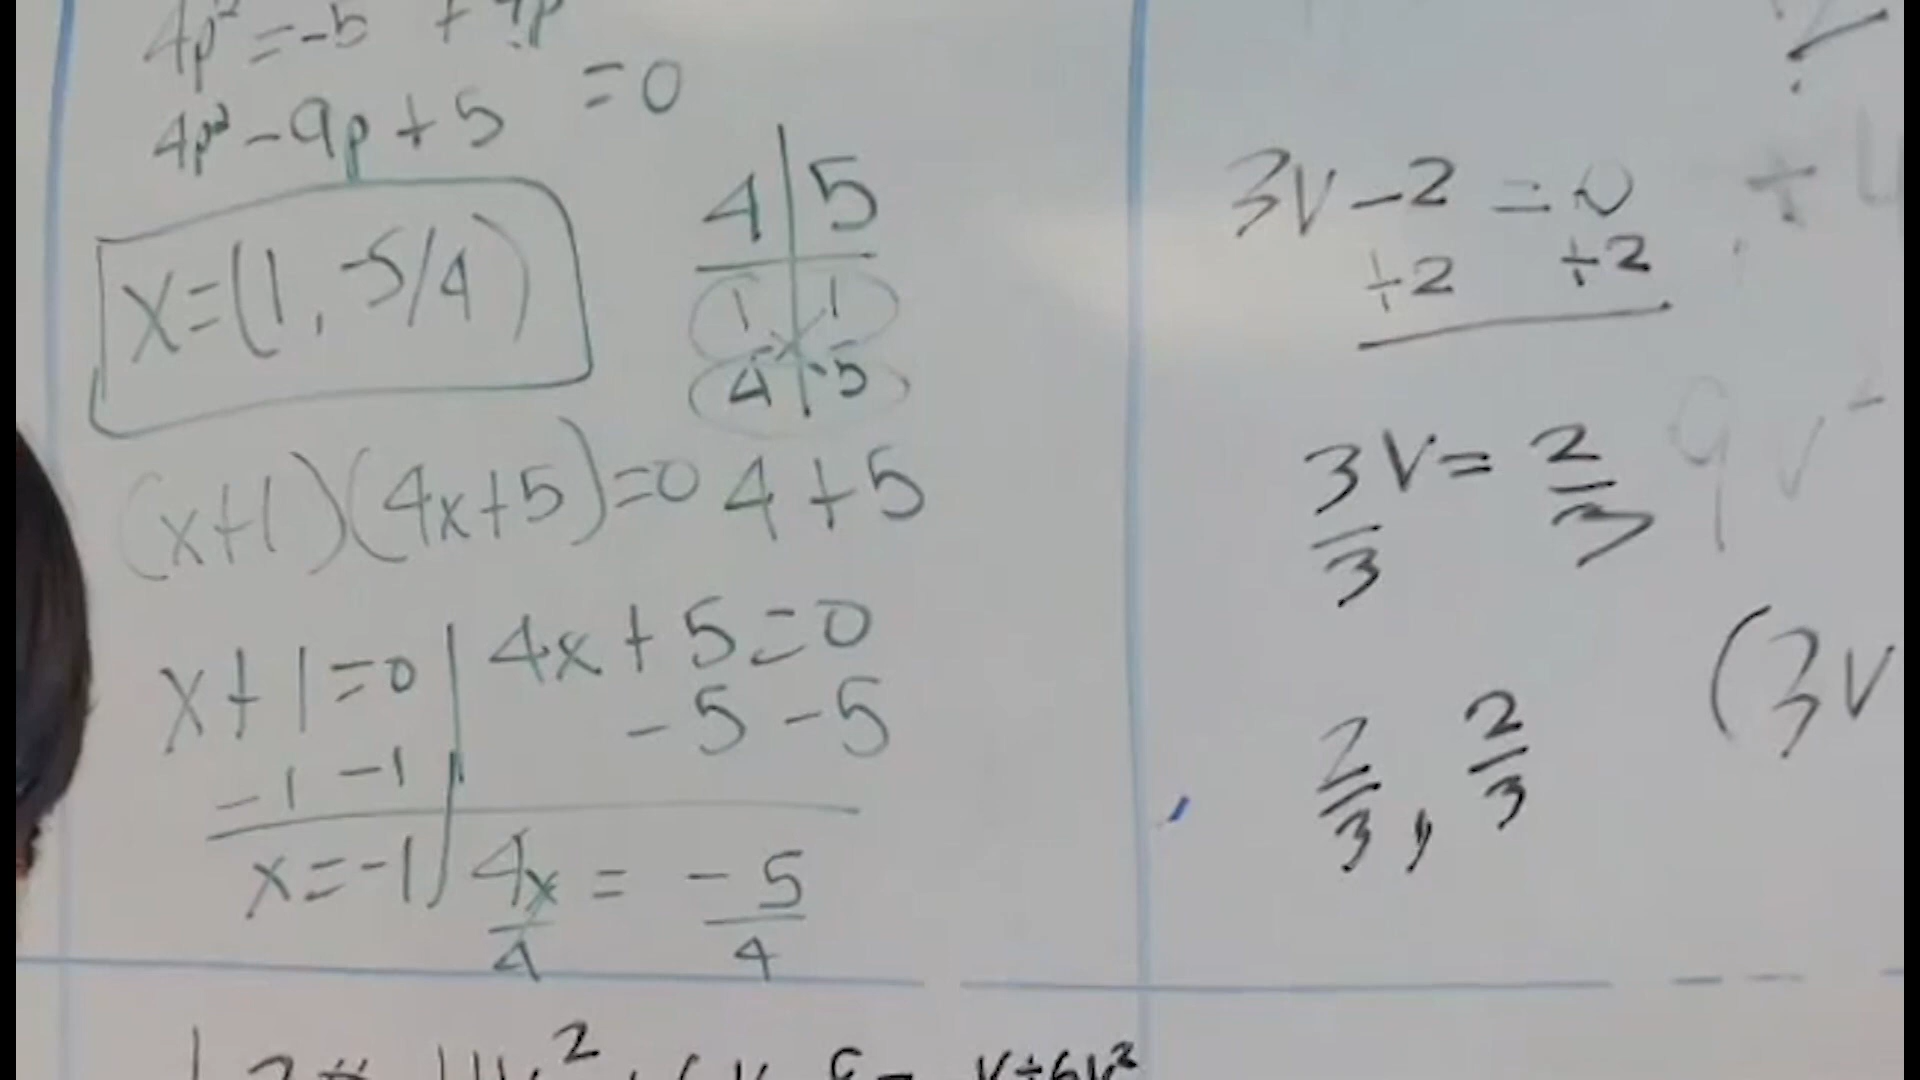 4p² = -5 + 9p
4p² - 9p + 5 = 0
x = (1, -5/4)
4 | 5
1 | 1
4 | 5
(x+1)(4x+5)=0 4+5
x+1=0 | 4x+5=0
-1 -1 -5 -5
x=-1 4x/4 = -5/4
3v-2=0
÷2 ÷2
3v/3 = 2/3
2/3, 2/3
÷4
9v
(3v